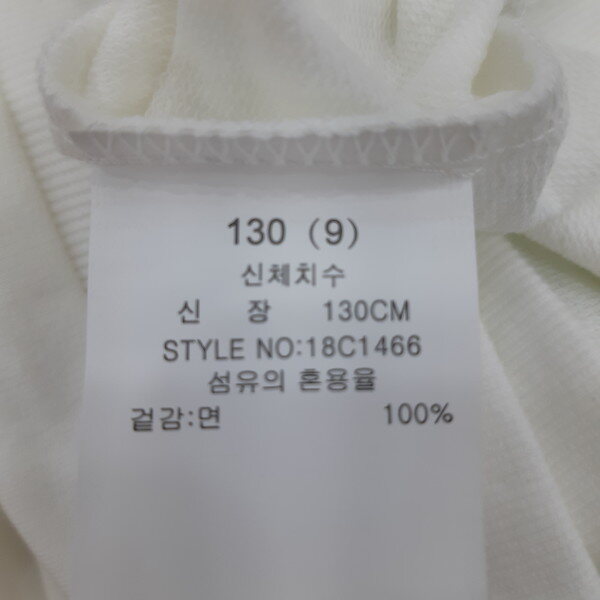 130 (9)
신체치수
신 장 130CM
STYLE NO:18C1466
섬유의 혼용율
겉감:면 100%